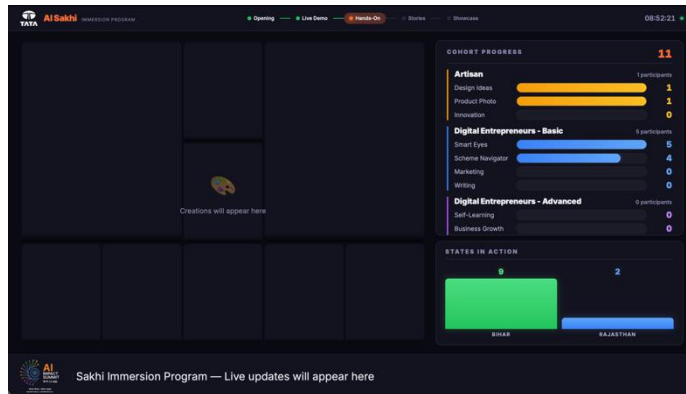 TATA
AI Sakhi IMMERSION PROGRAM
Opening Live Demo Hands-On Stories Showcase
08:52:21
Creations will appear here
COHORT PROGRESS 11
Artisan 1 participants
Design Ideas 1
Product Photo 1
Innovation 0
Digital Entrepreneurs - Basic 5 participants
Smart Eyes 5
Scheme Navigator 4
Marketing 0
Writing 0
Digital Entrepreneurs - Advanced 0 participants
Self-Learning 0
Business Growth 0
STATES IN ACTION
9 2
BIHAR RAJASTHAN
AI
IMPACT
SUMMIT
Sakhi Immersion Program — Live updates will appear here